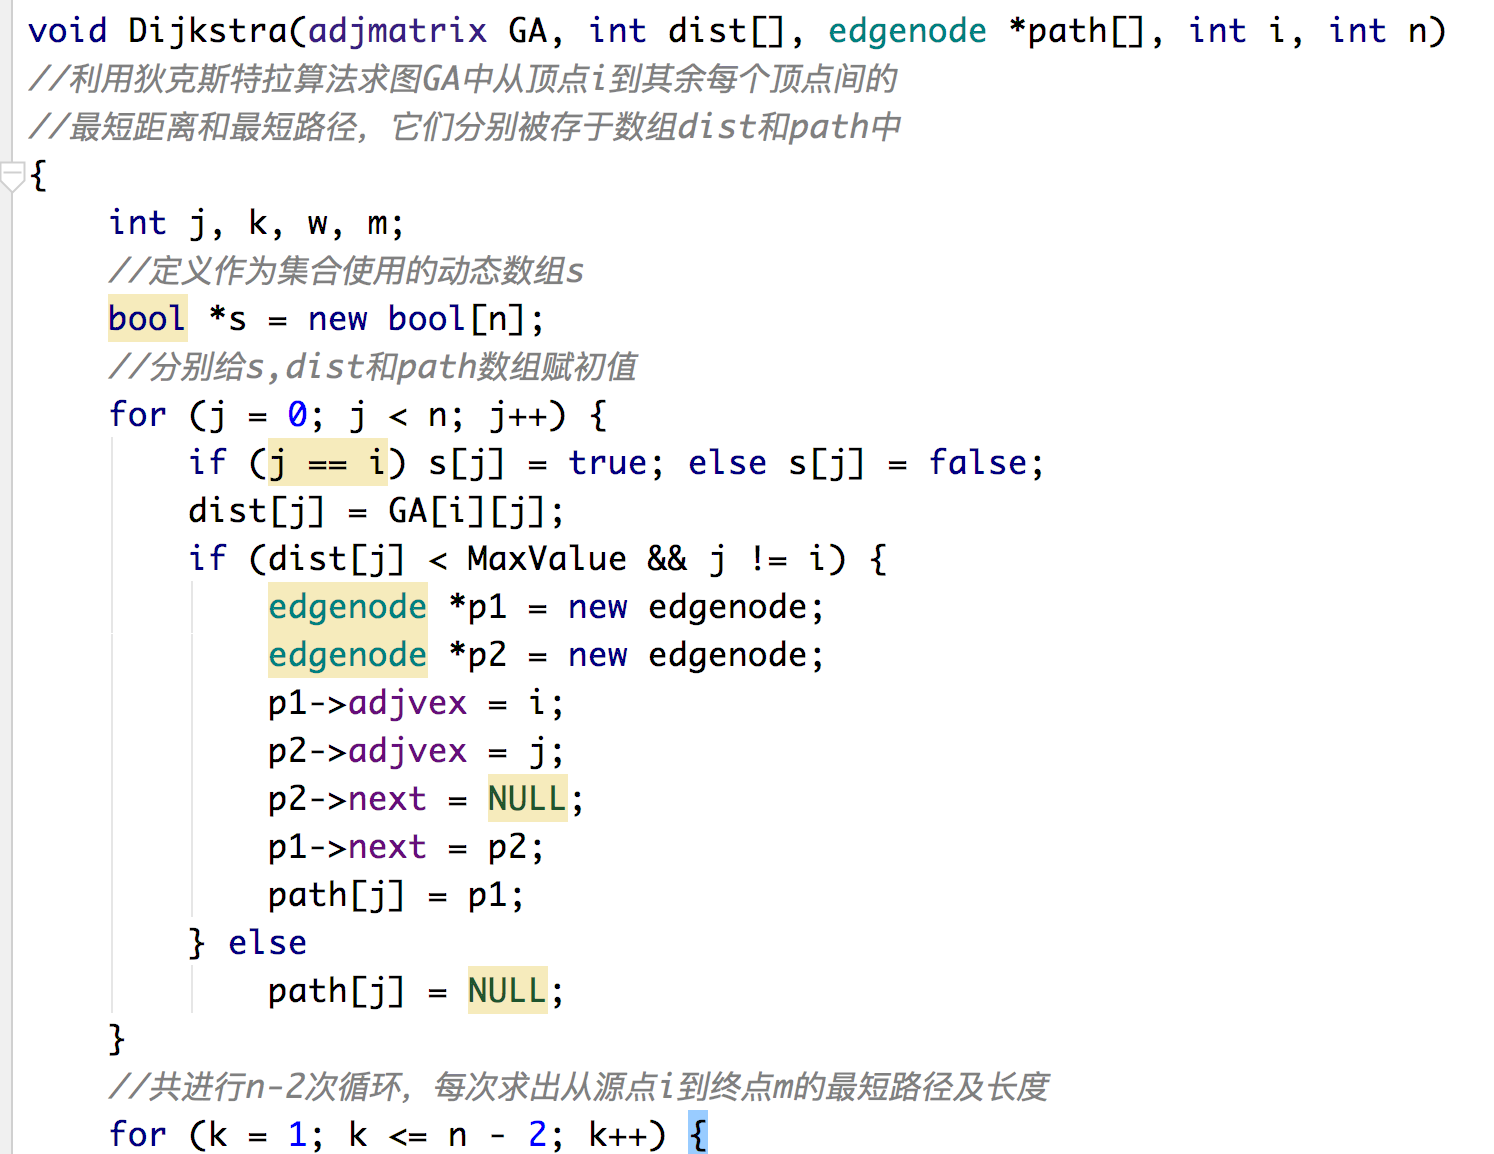 void Dijkstra(adjmatrix GA, int dist[], edgenode *path[], int i, int n)
//利用狄克斯特拉算法求图GA中从顶点i到其余每个顶点间的
//最短距离和最短路径，它们分别被存于数组dist和path中
{
    int j, k, w, m;
    //定义作为集合使用的动态数组s
    bool *s = new bool[n];
    //分别给s,dist和path数组赋初值
    for (j = 0; j < n; j++) {
        if (j == i) s[j] = true; else s[j] = false;
        dist[j] = GA[i][j];
        if (dist[j] < MaxValue && j != i) {
            edgenode *p1 = new edgenode;
            edgenode *p2 = new edgenode;
            p1->adjvex = i;
            p2->adjvex = j;
            p2->next = NULL;
            p1->next = p2;
            path[j] = p1;
        } else
            path[j] = NULL;
    }
    //共进行n-2次循环，每次求出从源点i到终点m的最短路径及长度
    for (k = 1; k <= n - 2; k++) {